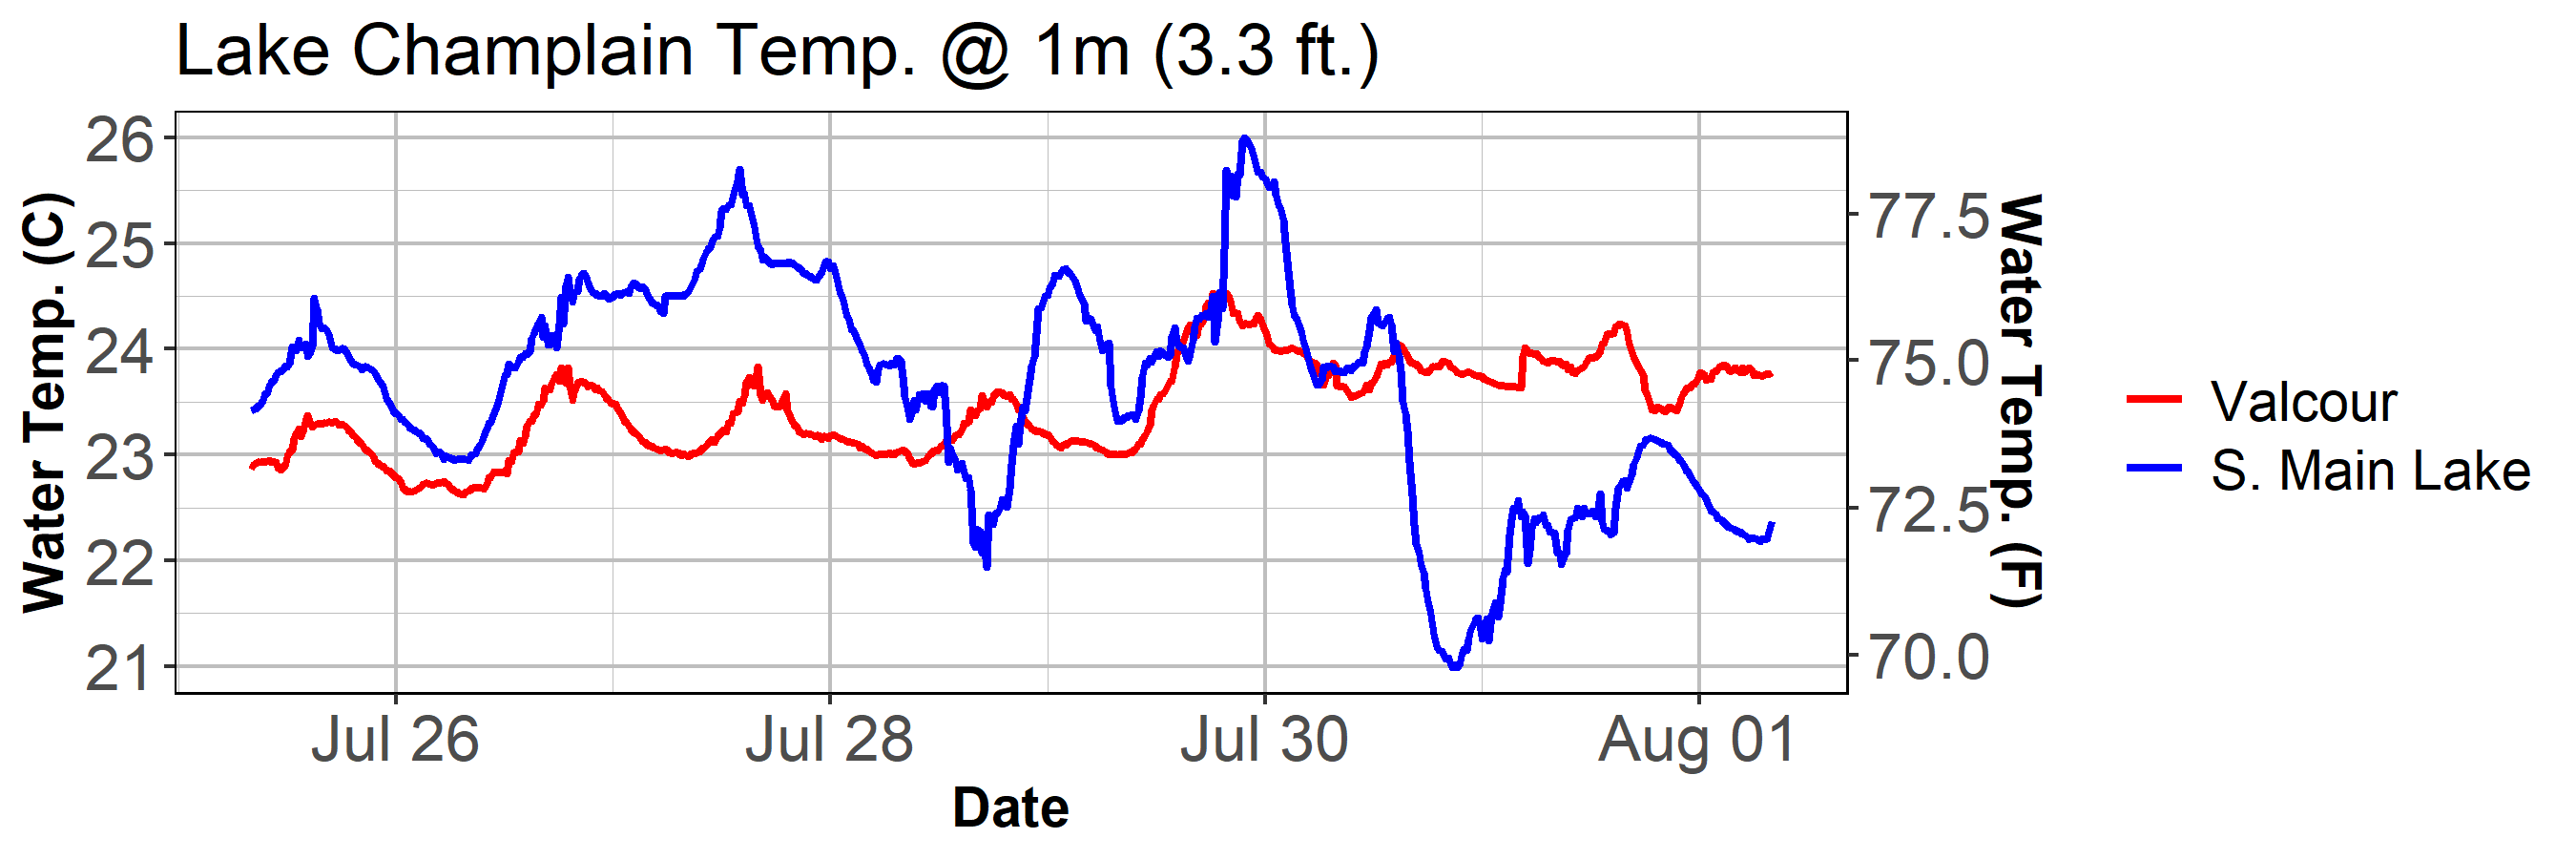 Lake Champlain Temp. @ 1m (3.3 ft.)
Water Temp. (C)
26
25
24
23
22
21
77.5
75.0
72.5
70.0
Water Temp. (F)
Jul 26
Jul 28
Jul 30
Aug 01
Date
Valcour
S. Main Lake